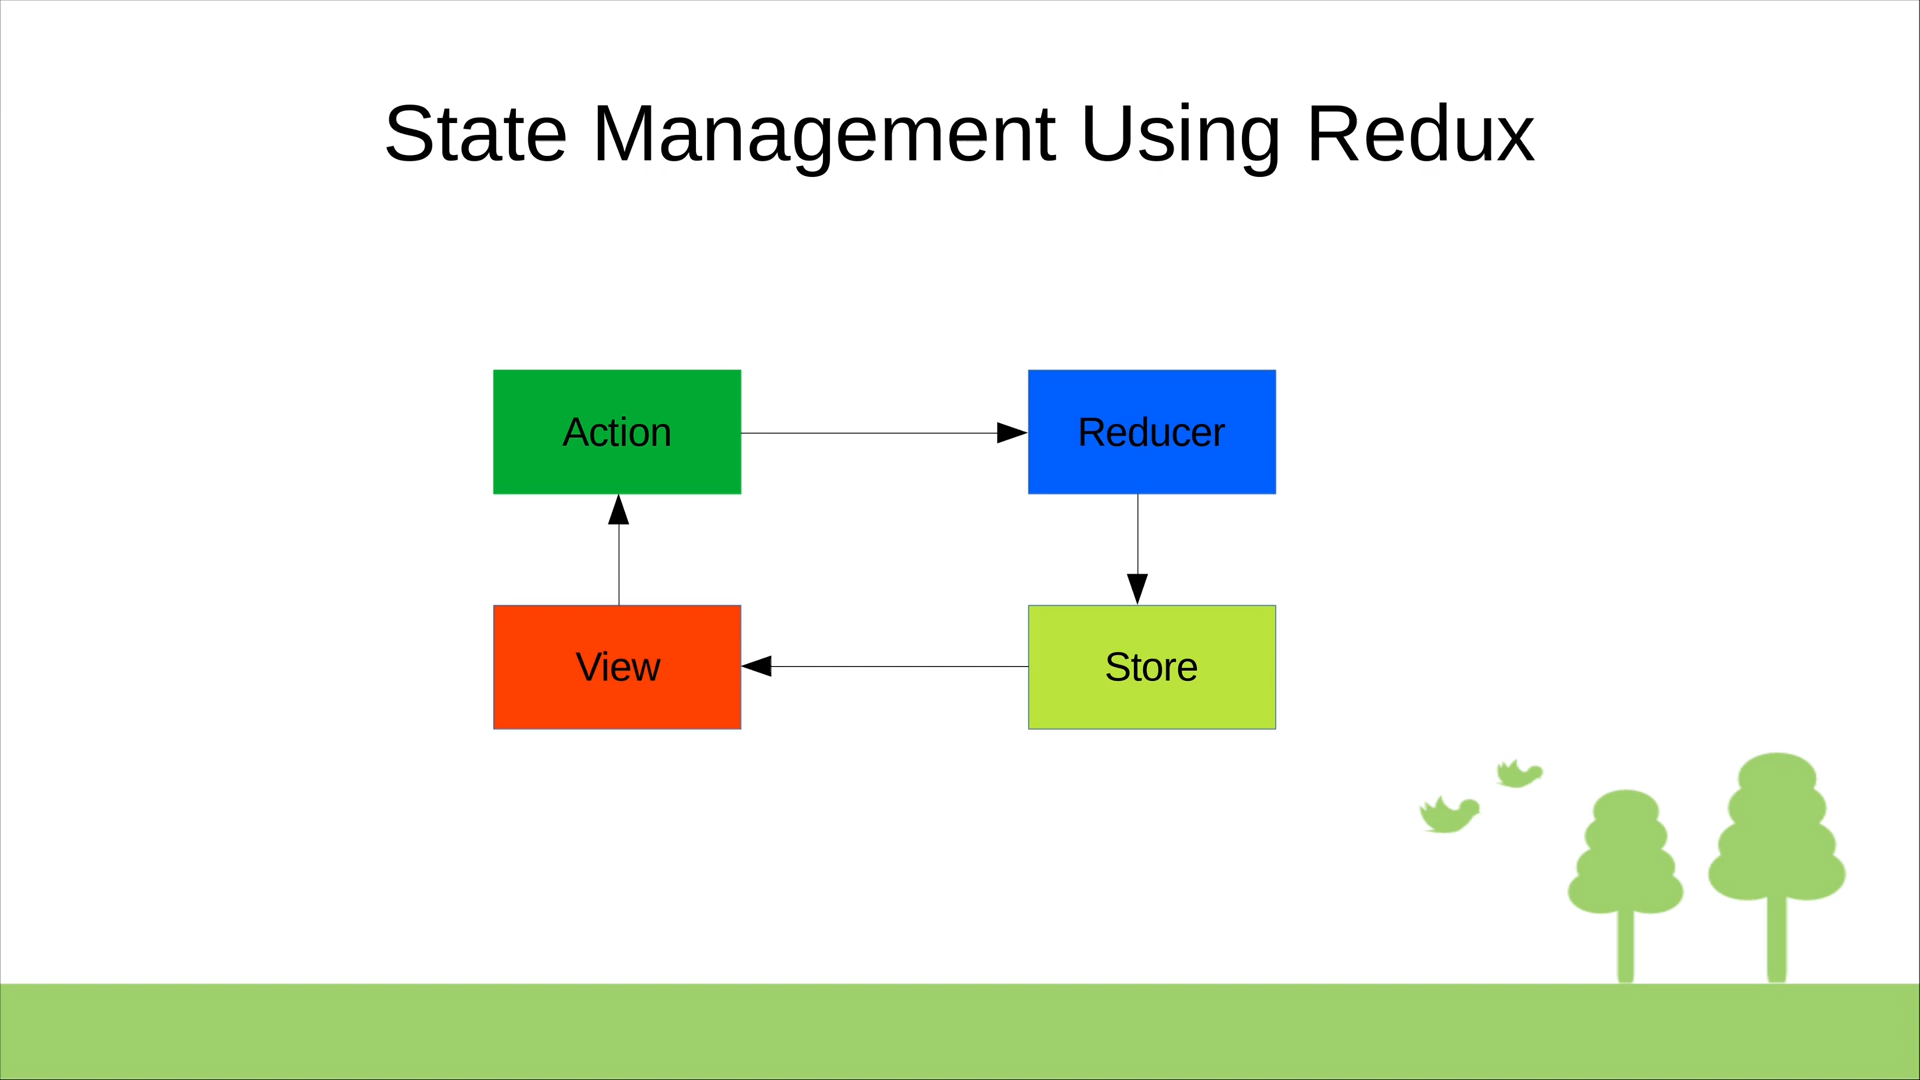 State Management Using Redux
Action
Reducer
View
Store